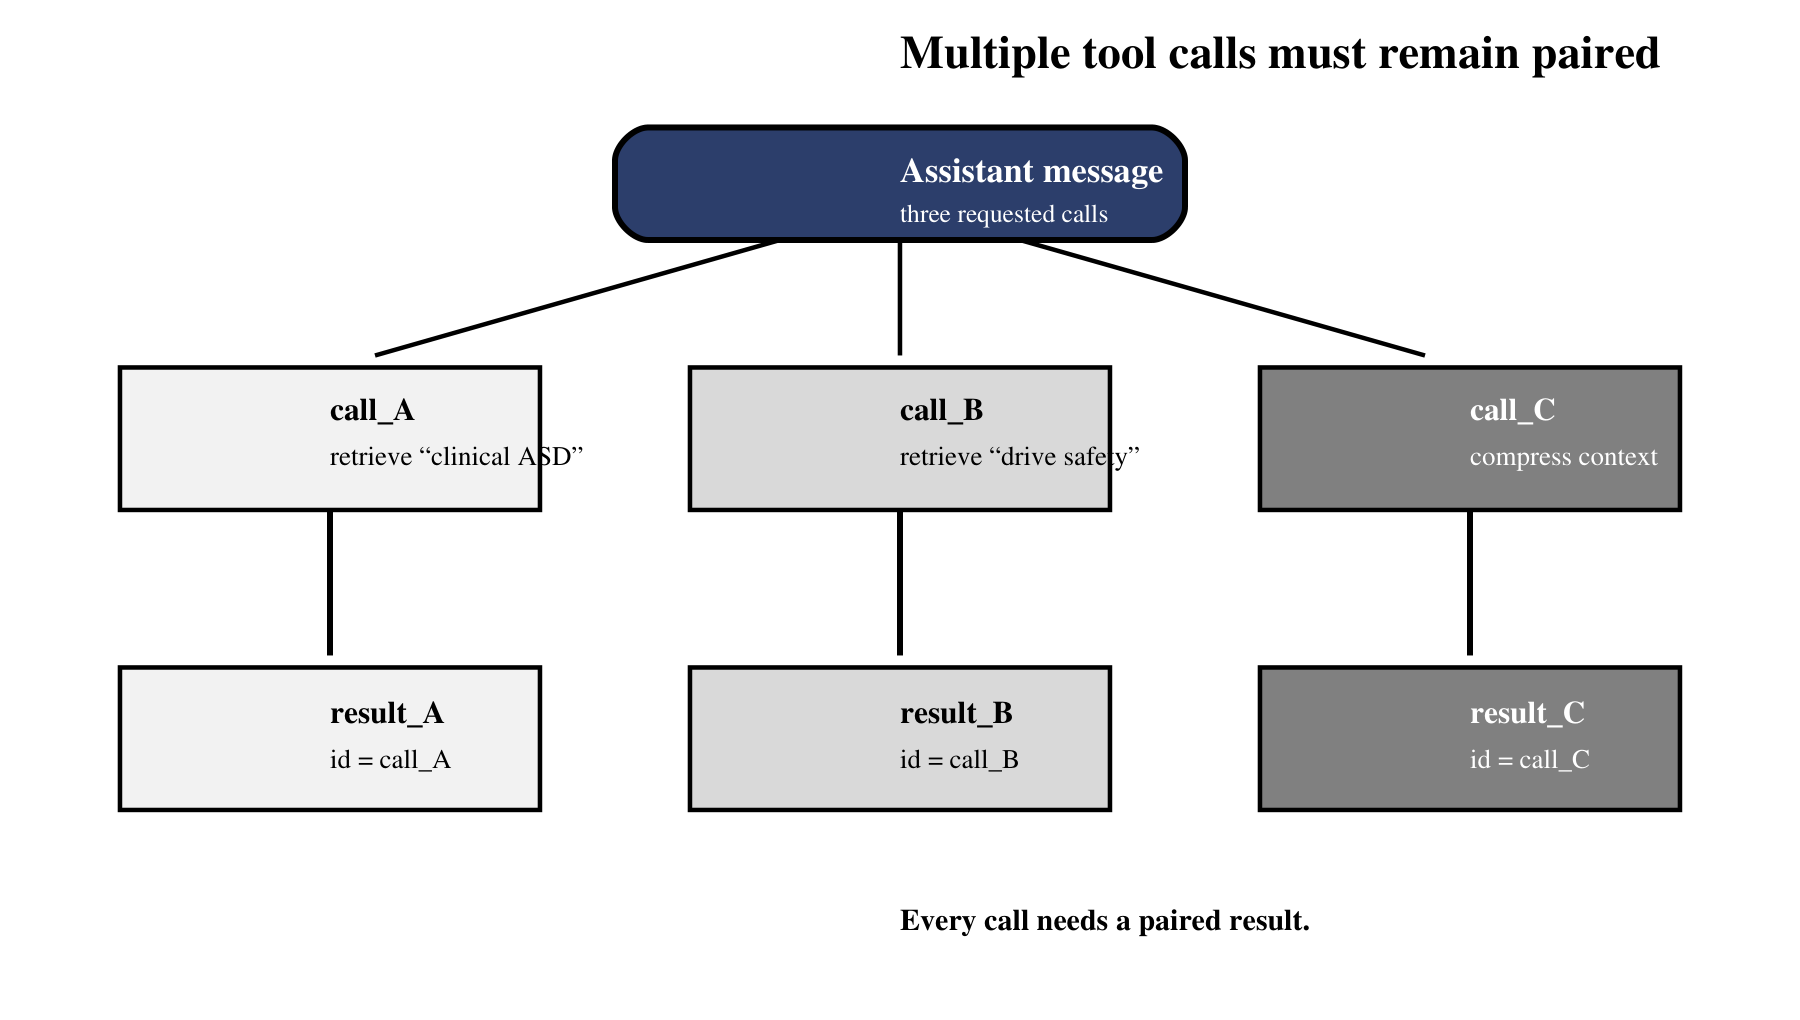 Multiple tool calls must remain paired
Assistant message
three requested calls
call_A
retrieve “clinical ASD”
call_B
retrieve “drive safety”
call_C
compress context
result_A
id = call_A
result_B
id = call_B
result_C
id = call_C
Every call needs a paired result.